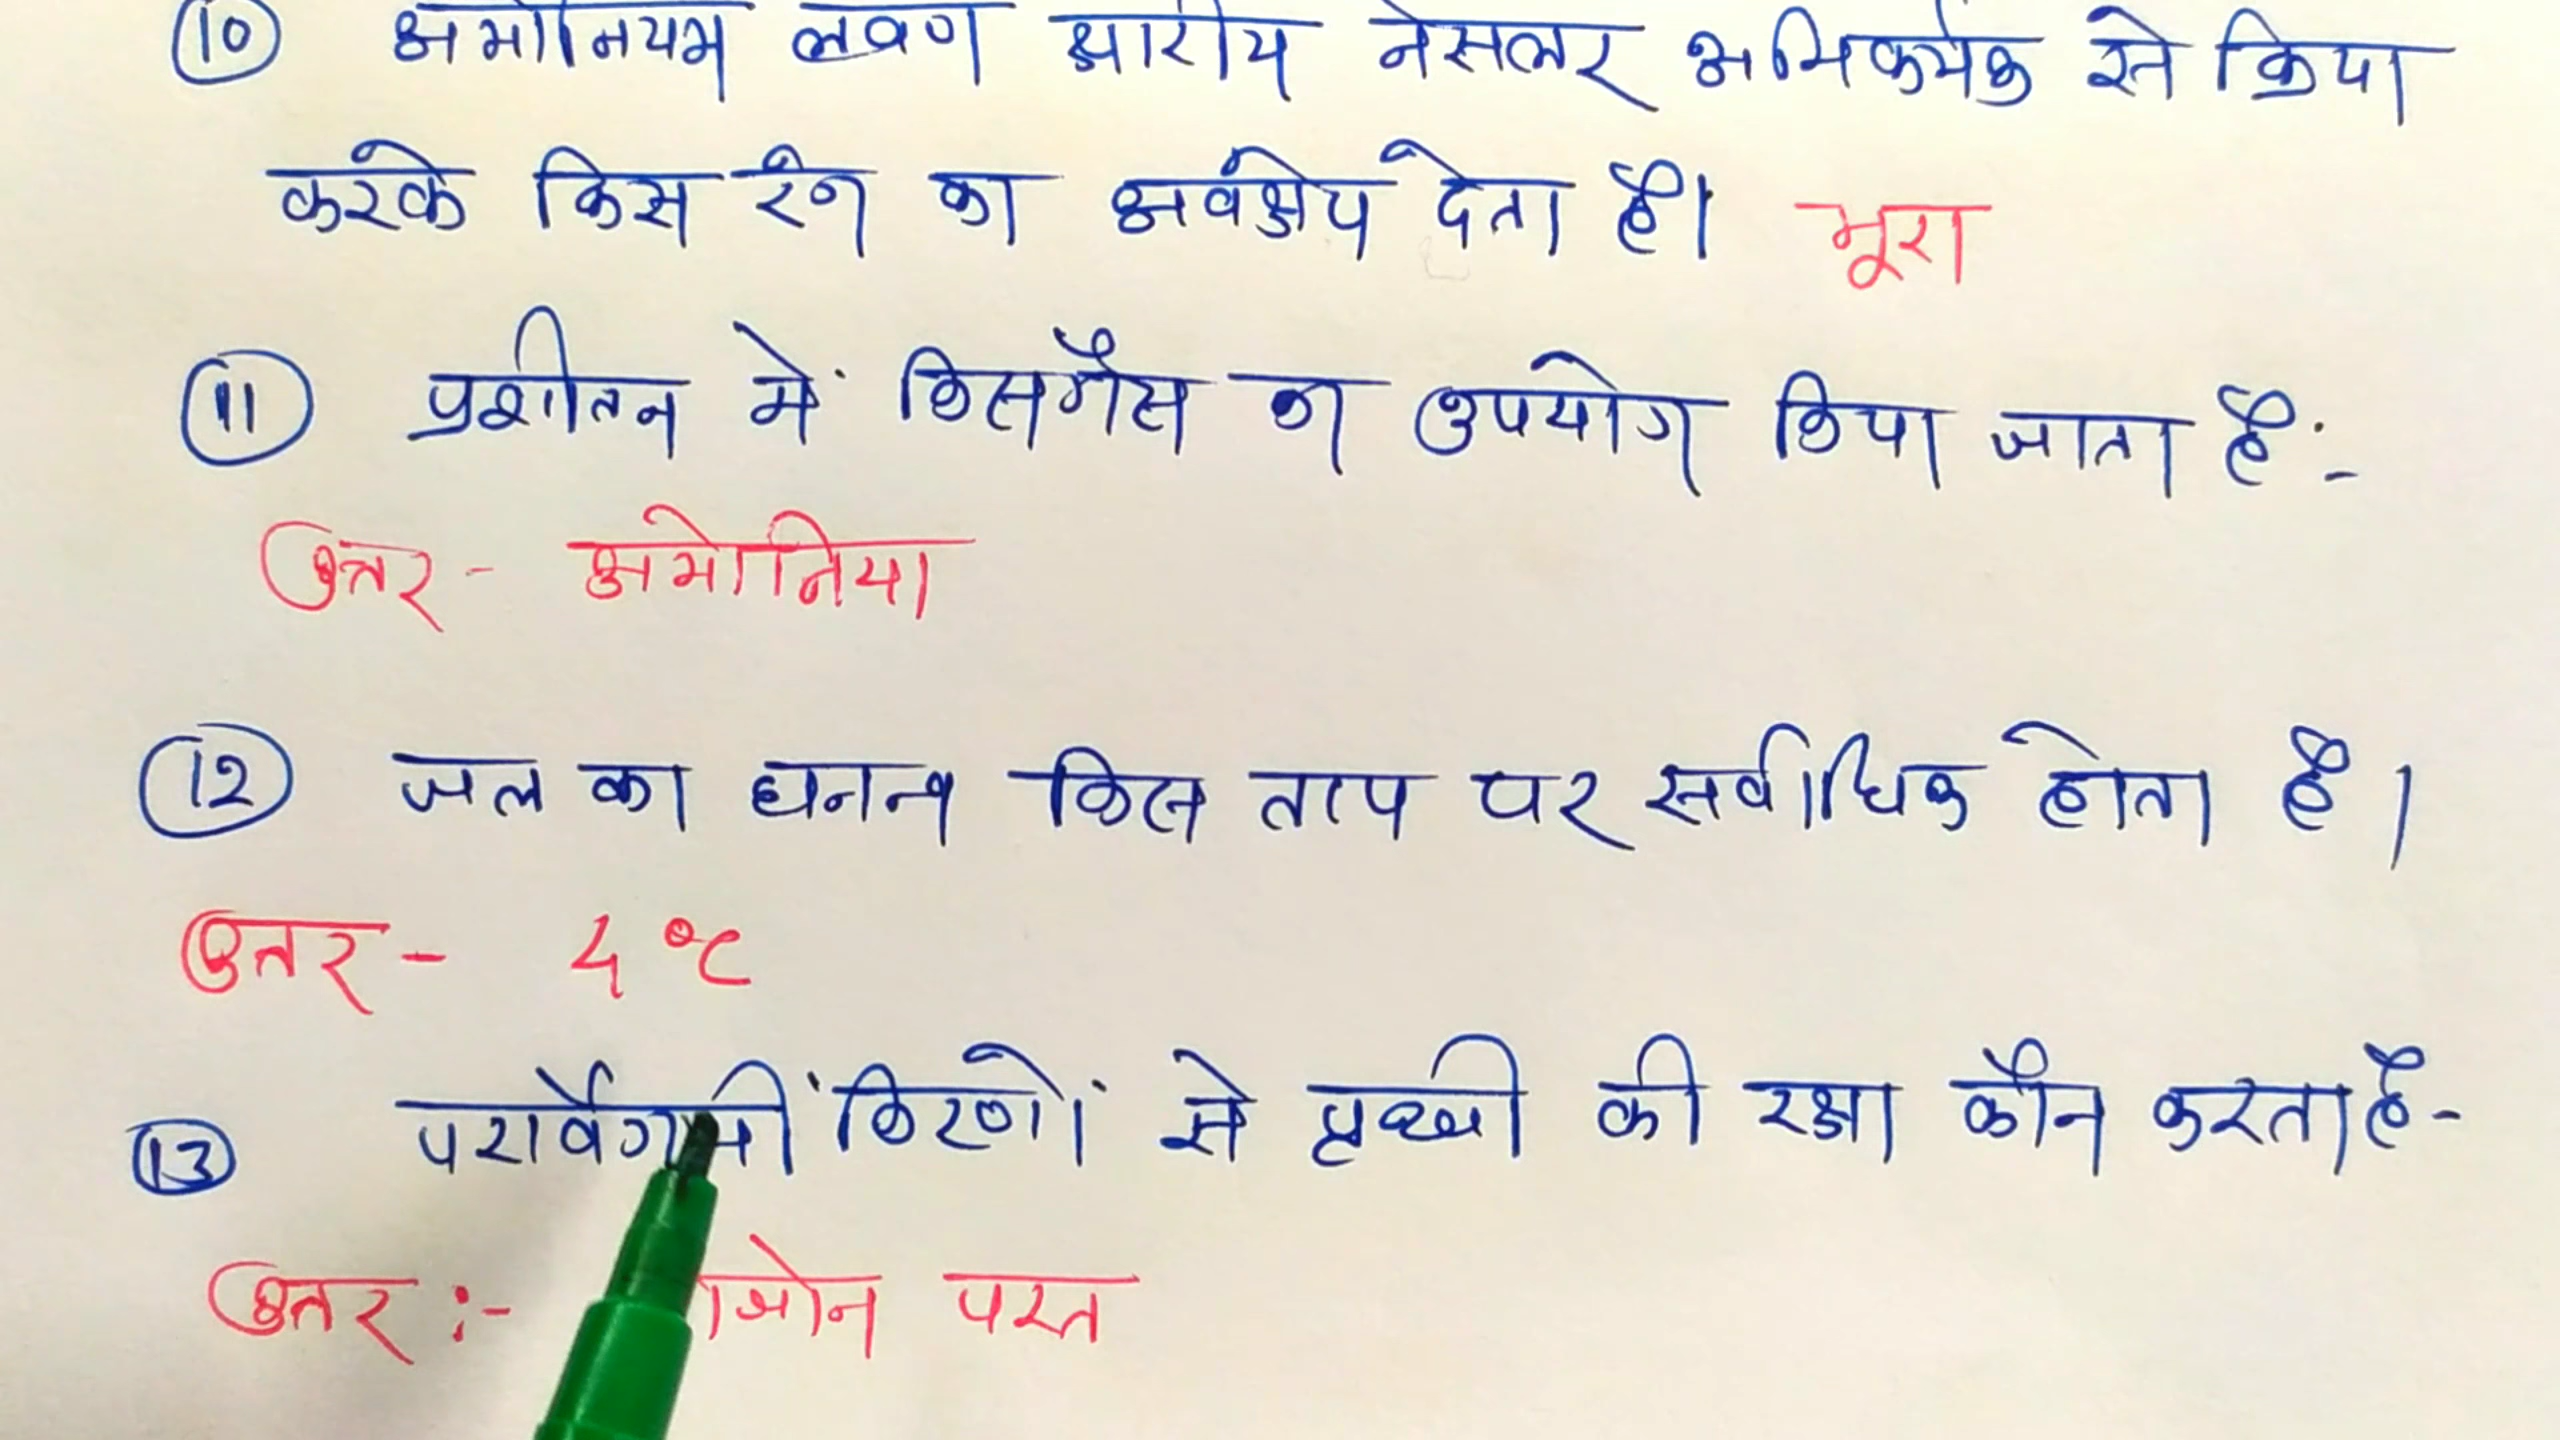 (10) अमोनियम लवण क्षारीय नेसलर अभिकर्मक से क्रिया
करके किस रंग का अवक्षेप देता है। भूरा
(11) प्रशीतन में किस गैस का उपयोग किया जाता है:-
उत्तर - अमोनिया
(12) जल का घनत्व किस ताप पर सर्वाधिक होता है।
उत्तर - 4°C
(13) पराबैगनीं किरणों से पृथ्वी की रक्षा कौन करता है -
उत्तर :- परत